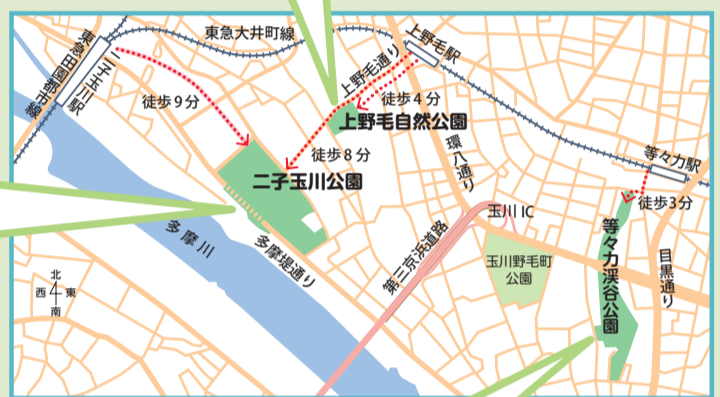 東急大井町線
上野毛駅
東急田園都市線
二子玉川駅
上野毛通り
徒歩9分
徒歩4分
上野毛自然公園
徒歩8分
環八通り
等々力駅
二子玉川公園
徒歩3分
玉川IC
多摩川
多摩堤通り
第三京浜道路
玉川野毛町
公園
等々力渓谷公園
目黒通り
北
西 東
南